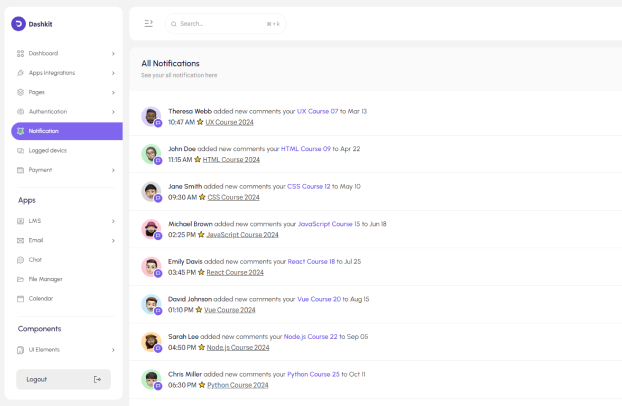 Dashkit
Search...
⌘ + k
Dashboard
Apps Integrations
Pages
Authentication
Notification
Logged device
Payment
Apps
LMS
Email
Chat
File Manager
Calendar
Components
UI Elements
Logout
All Notifications
See your all notification here
Theresa Webb added new comments your UX Course 07 to Mar 13
10:47 AM ⭐ UX Course 2024
John Doe added new comments your HTML Course 09 to Apr 22
11:15 AM ⭐ HTML Course 2024
Jane Smith added new comments your CSS Course 12 to May 10
09:30 AM ⭐ CSS Course 2024
Michael Brown added new comments your JavaScript Course 15 to Jun 18
02:25 PM ⭐ JavaScript Course 2024
Emily Davis added new comments your React Course 18 to Jul 25
03:45 PM ⭐ React Course 2024
David Johnson added new comments your Vue Course 20 to Aug 15
01:10 PM ⭐ Vue Course 2024
Sarah Lee added new comments your Node.js Course 22 to Sep 05
04:50 PM ⭐ Node.js Course 2024
Chris Miller added new comments your Python Course 25 to Oct 11
06:30 PM ⭐ Python Course 2024